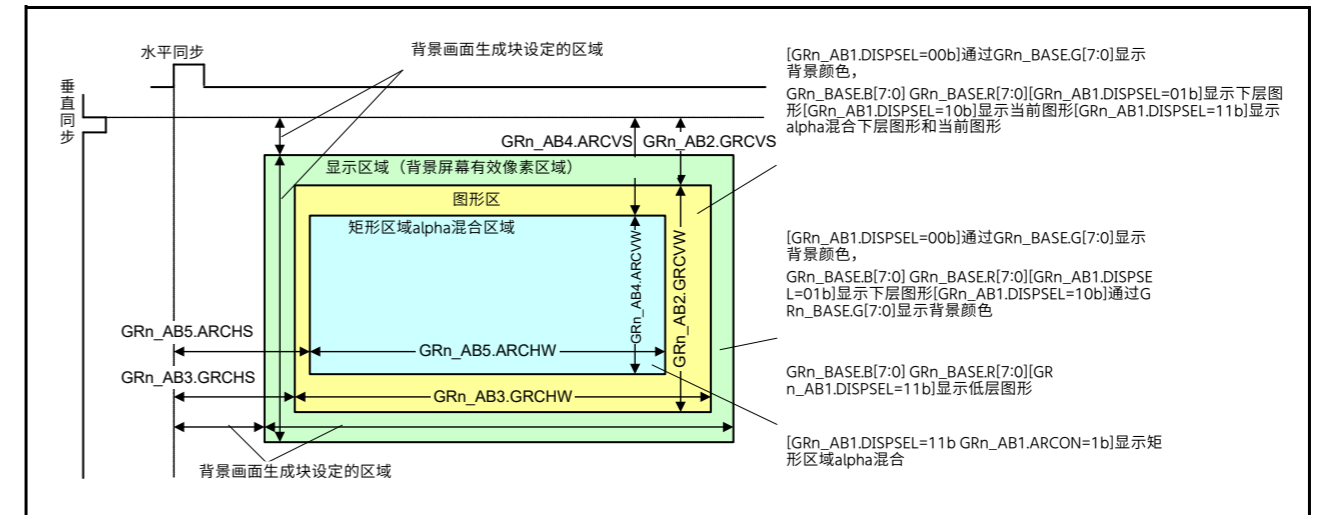 背景画面生成块设定的区域
水平同步
垂直同步
GRn_AB4.ARCVS
GRn_AB2.GRCVS
显示区域（背景屏幕有效像素区域）
图形区
矩形区域alpha混合区域
GRn_AB4.ARCVW
GRn_AB2.GRCVW
GRn_AB5.ARCHS
GRn_AB5.ARCHW
GRn_AB3.GRCHS
GRn_AB3.GRCHW
背景画面生成块设定的区域
[GRn_AB1.DISPSEL=00b]通过GRn_BASE.G[7:0]显示
背景颜色，
GRn_BASE.B[7:0] GRn_BASE.R[7:0][GRn_AB1.DISPSEL=01b]显示下层图
形[GRn_AB1.DISPSEL=10b]显示当前图形[GRn_AB1.DISPSEL=11b]显示
alpha混合下层图形和当前图形
[GRn_AB1.DISPSEL=00b]通过GRn_BASE.G[7:0]显示
背景颜色，
GRn_BASE.B[7:0] GRn_BASE.R[7:0][GRn_AB1.DISPSE
L=01b]显示下层图形[GRn_AB1.DISPSEL=10b]通过G
Rn_BASE.G[7:0]显示背景颜色
GRn_BASE.B[7:0] GRn_BASE.R[7:0][GR
n_AB1.DISPSEL=11b]显示低层图形
[GRn_AB1.DISPSEL=11b GRn_AB1.ARCON=1b]显示矩
形区域alpha混合